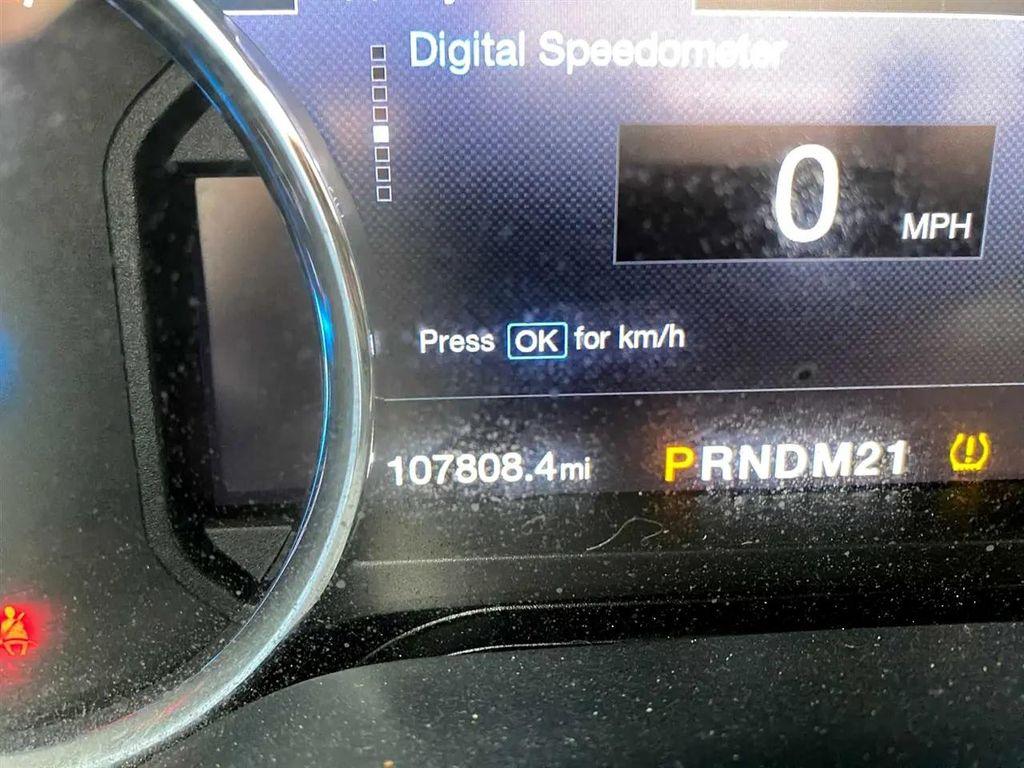 Digital Speedometer
0 MPH
Press OK for km/h
107808.4mi PRNDM21